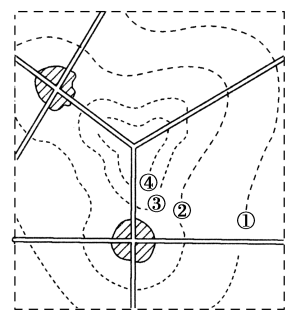 ④
③
②
①